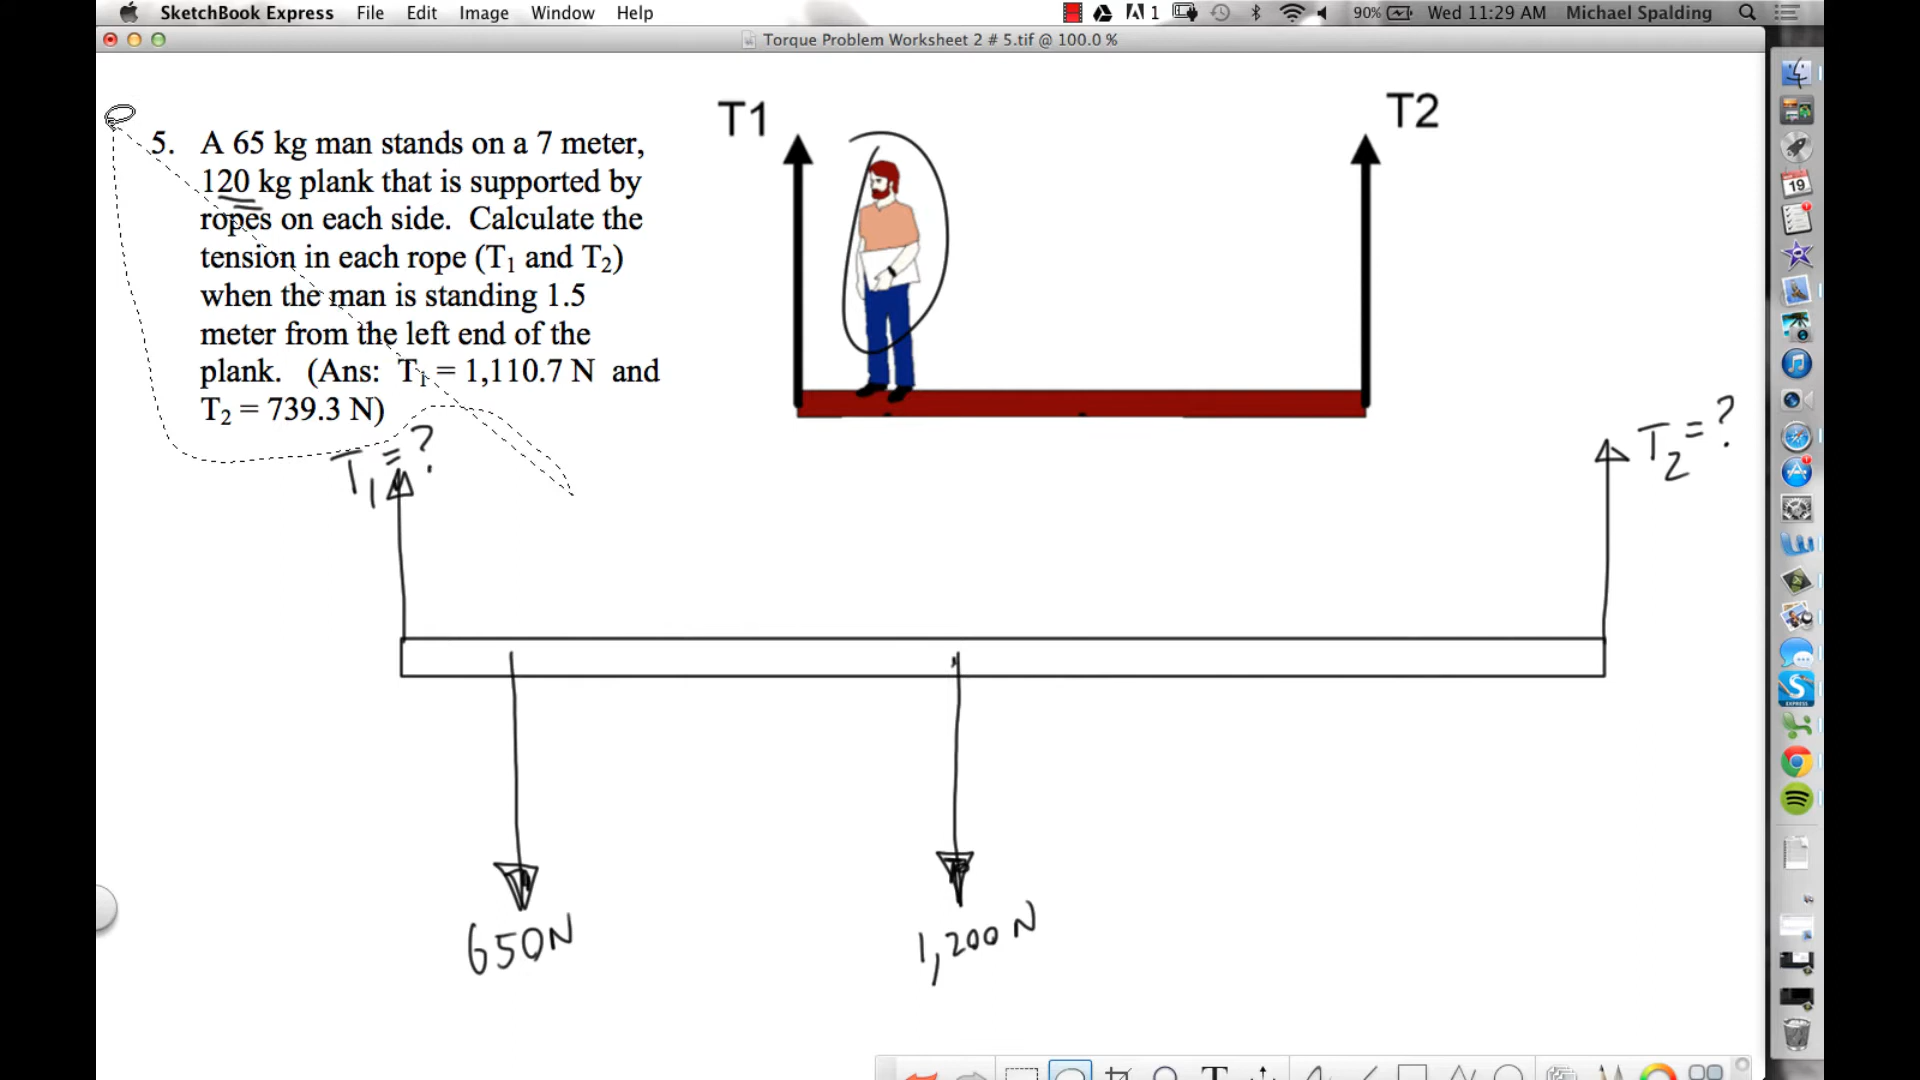 SketchBook Express File Edit Image Window Help 1 90% Wed 11:29 AM Michael Spalding
Torque Problem Worksheet 2 # 5.tif @ 100.0 %
T1
T2
5. A 65 kg man stands on a 7 meter,
120 kg plank that is supported by
ropes on each side. Calculate the
tension in each rope (T1 and T2)
when the man is standing 1.5
meter from the left end of the
plank. (Ans: T1 = 1,110.7 N and
T2 = 739.3 N)
T1 = ?
T2 = ?
650N
1,200 N
19
S
EXPRESS
T